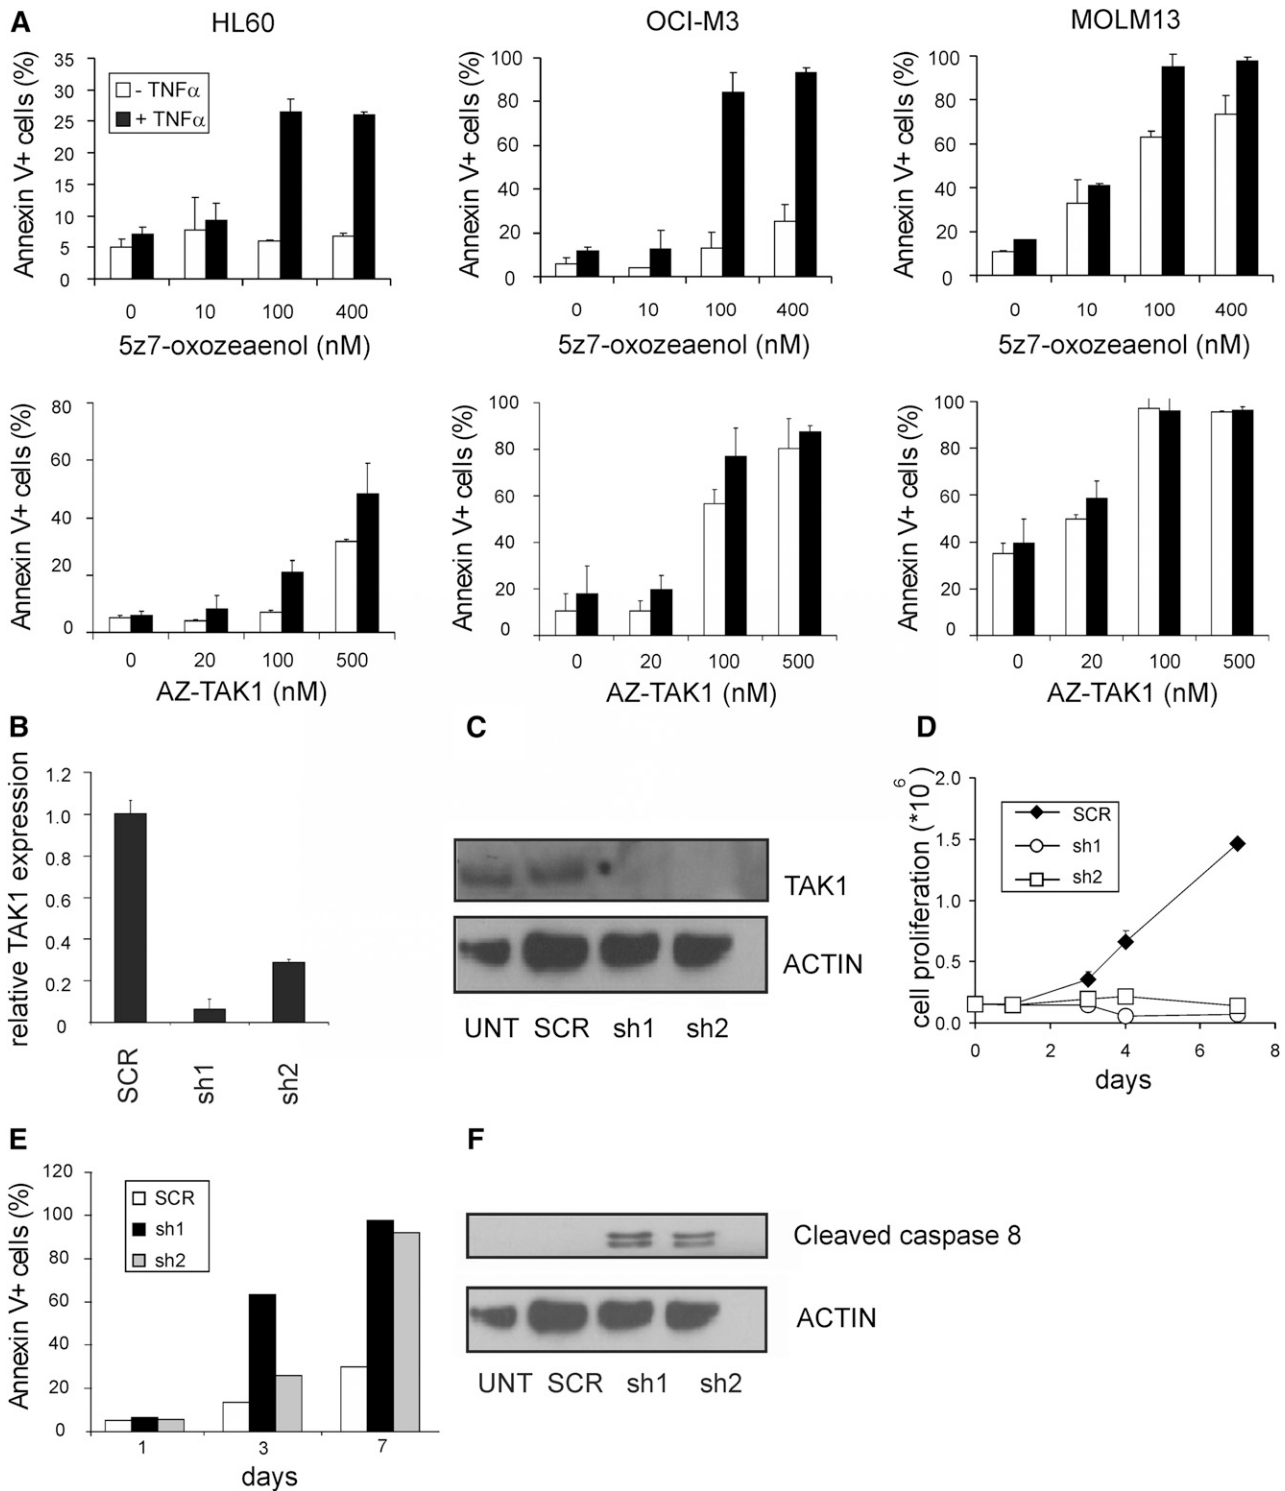 A
HL60
OCI-M3
MOLM13
Annexin V+ cells (%)
35
30
25
20
15
10
5
0
- TNFα
+ TNFα
0 10 100 400
5z7-oxozeaenol (nM)
Annexin V+ cells (%)
100
80
60
40
20
0
0 10 100 400
5z7-oxozeaenol (nM)
Annexin V+ cells (%)
100
80
60
40
20
0
0 10 100 400
5z7-oxozeaenol (nM)
Annexin V+ cells (%)
80
60
40
20
0
0 20 100 500
AZ-TAK1 (nM)
Annexin V+ cells (%)
100
80
60
40
20
0
0 20 100 500
AZ-TAK1 (nM)
Annexin V+ cells (%)
100
80
60
40
20
0
0 20 100 500
AZ-TAK1 (nM)
B
relative TAK1 expression
1.2
1.0
0.8
0.6
0.4
0.2
0
SCR sh1 sh2
C
TAK1
ACTIN
UNT SCR sh1 sh2
D
cell proliferation (*10⁶)
2.0
1.5
1.0
0.5
0.0
SCR
sh1
sh2
0 2 4 6 8
days
E
Annexin V+ cells (%)
120
100
80
60
40
20
0
SCR
sh1
sh2
1 3 7
days
F
Cleaved caspase 8
ACTIN
UNT SCR sh1 sh2